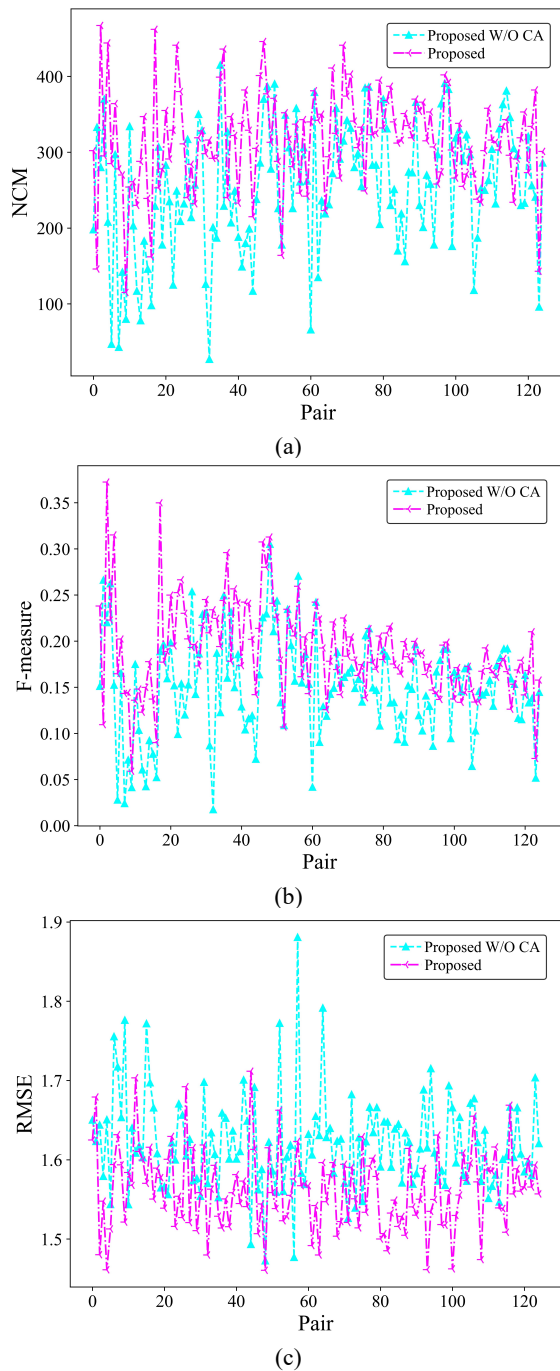 Proposed W/O CA
Proposed
400
300
200
100
NCM
0 20 40 60 80 100 120
Pair
(a)
Proposed W/O CA
Proposed
0.35
0.30
0.25
0.20
0.15
0.10
0.05
0.00
F-measure
0 20 40 60 80 100 120
Pair
(b)
1.9
Proposed W/O CA
Proposed
1.8
1.7
1.6
1.5
RMSE
0 20 40 60 80 100 120
Pair
(c)